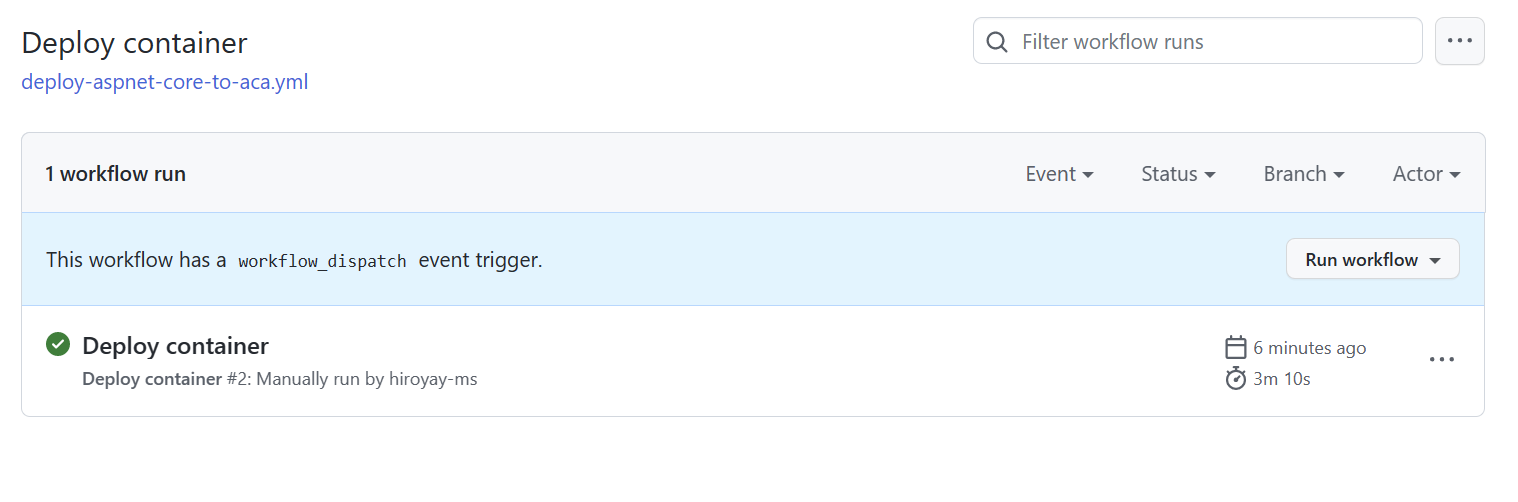 Deploy container
Filter workflow runs
deploy-aspnet-core-to-aca.yml
1 workflow run
Event
Status
Branch
Actor
This workflow has a workflow_dispatch event trigger.
Run workflow
Deploy container
6 minutes ago
Deploy container #2: Manually run by hiroyay-ms
3m 10s